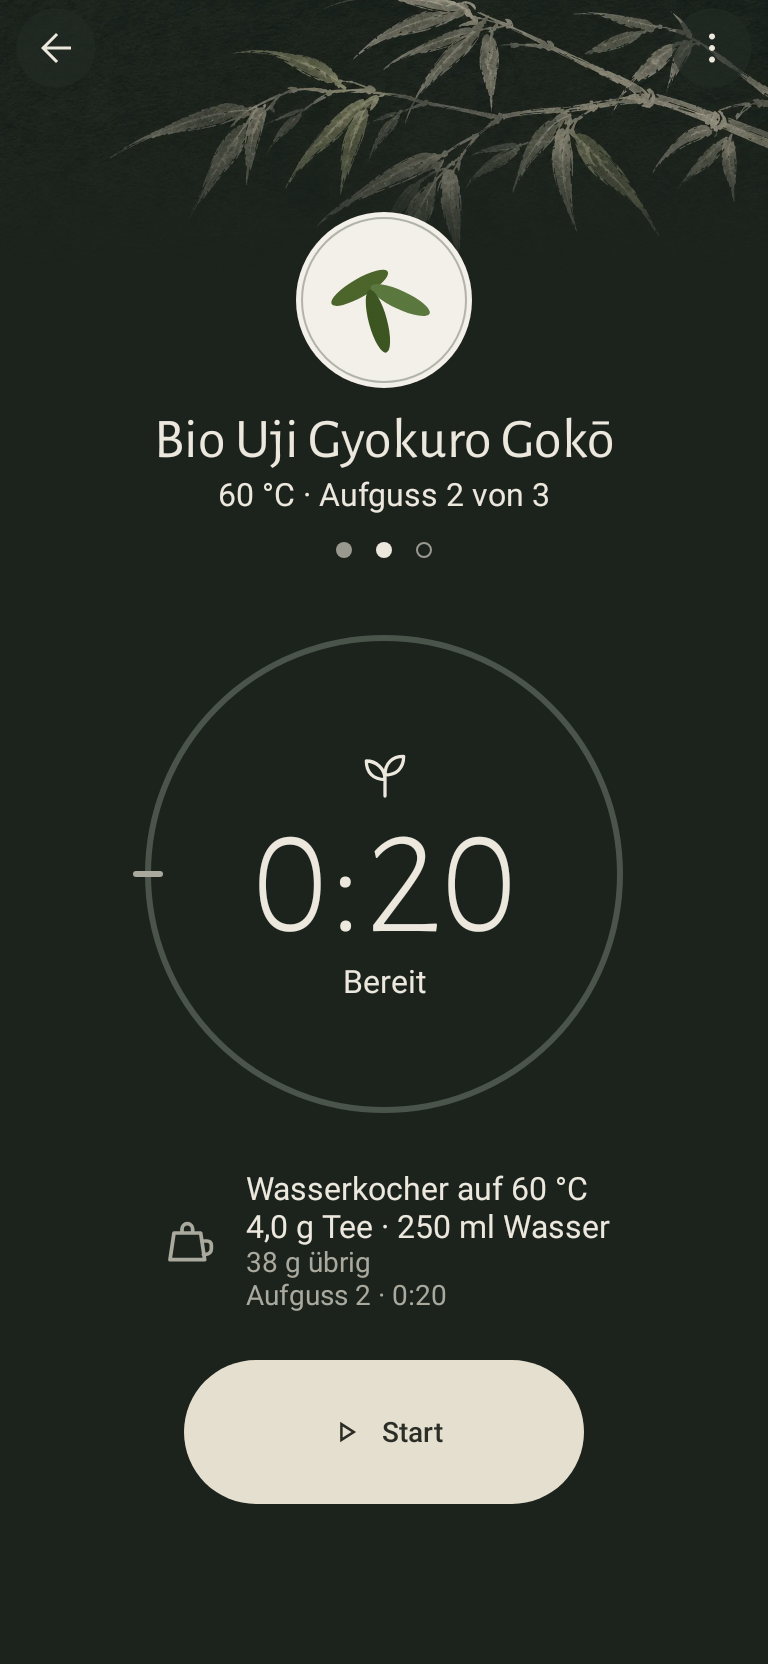 Bio Uji Gyokuro Gokō
60 °C · Aufguss 2 von 3
0:20
Bereit
Wasserkocher auf 60 °C
4,0 g Tee · 250 ml Wasser
38 g übrig
Aufguss 2 · 0:20
Start